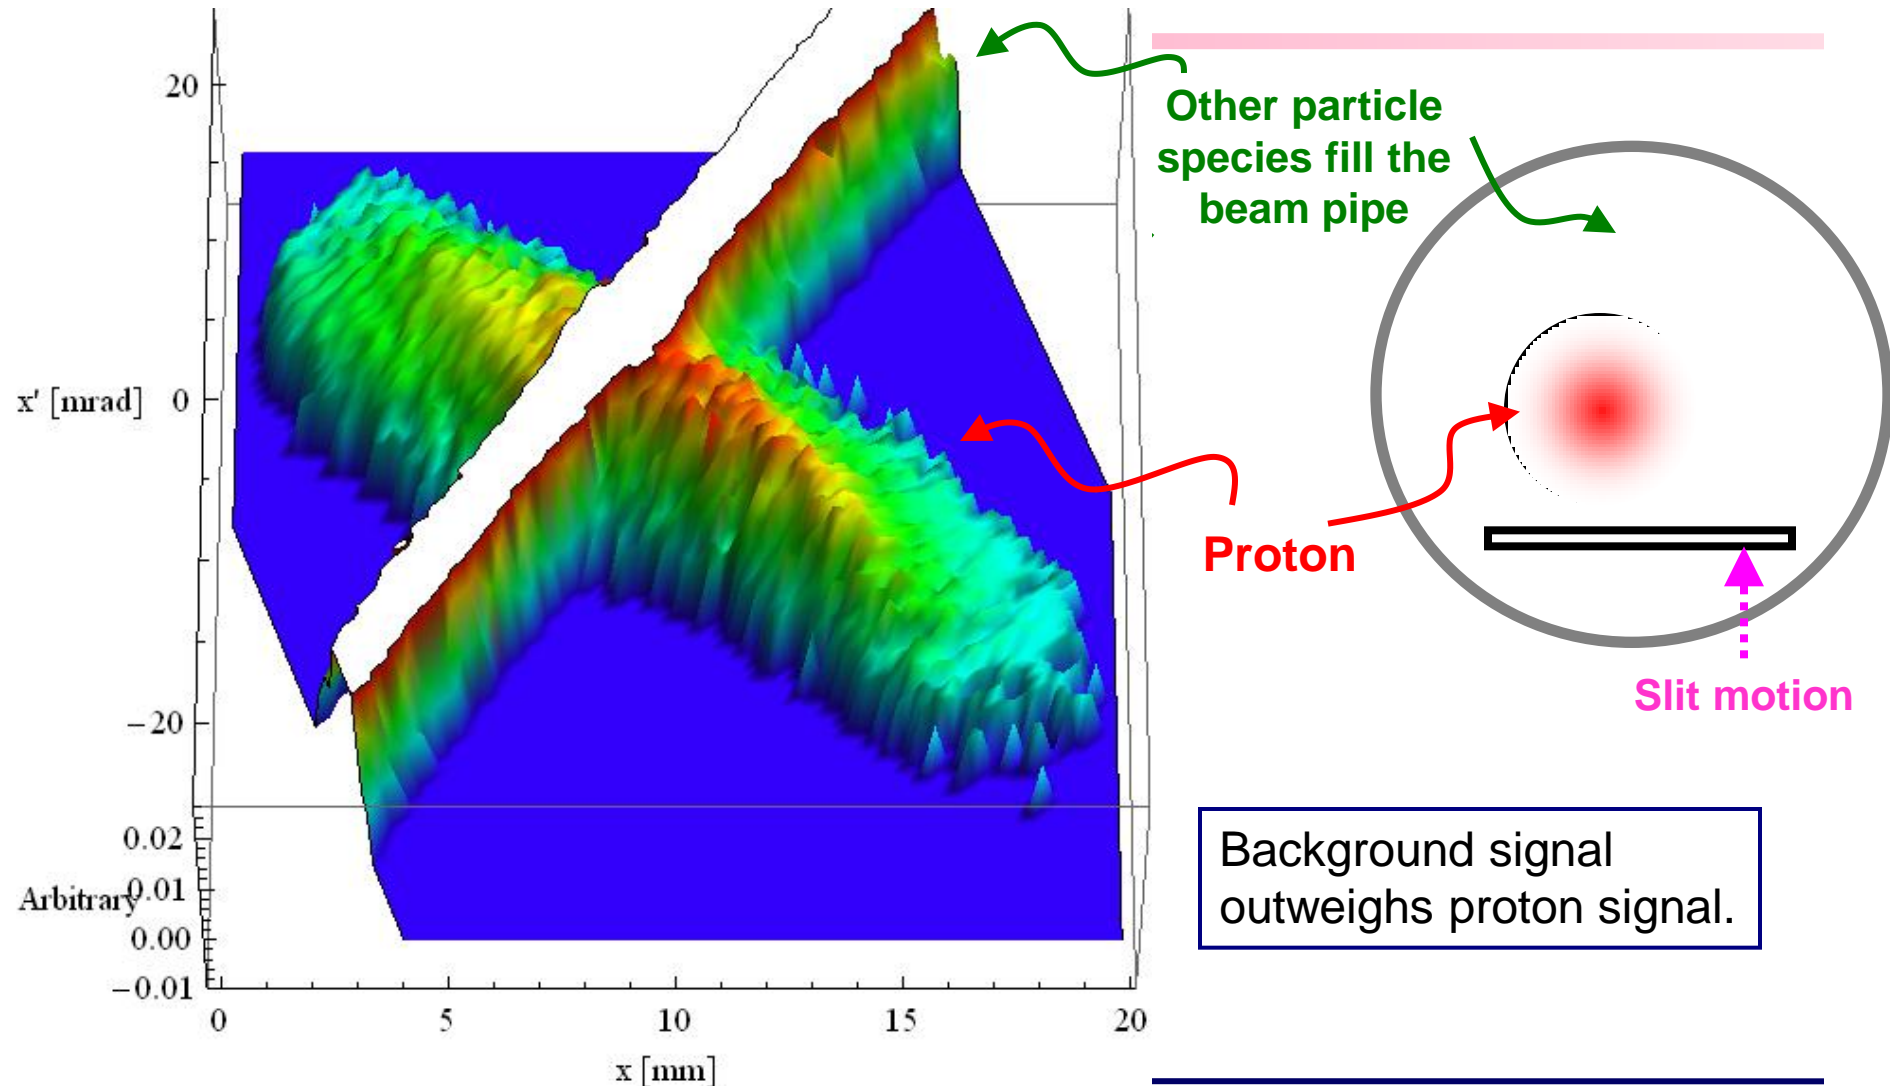 20
x' [mrad]
0
−20
0.02
Arbitrary
0.01
0.00
−0.01
0
5
10
15
20
x [mm]
Other particle
species fill the
beam pipe
Proton
Slit motion
Background signal
outweighs proton signal.